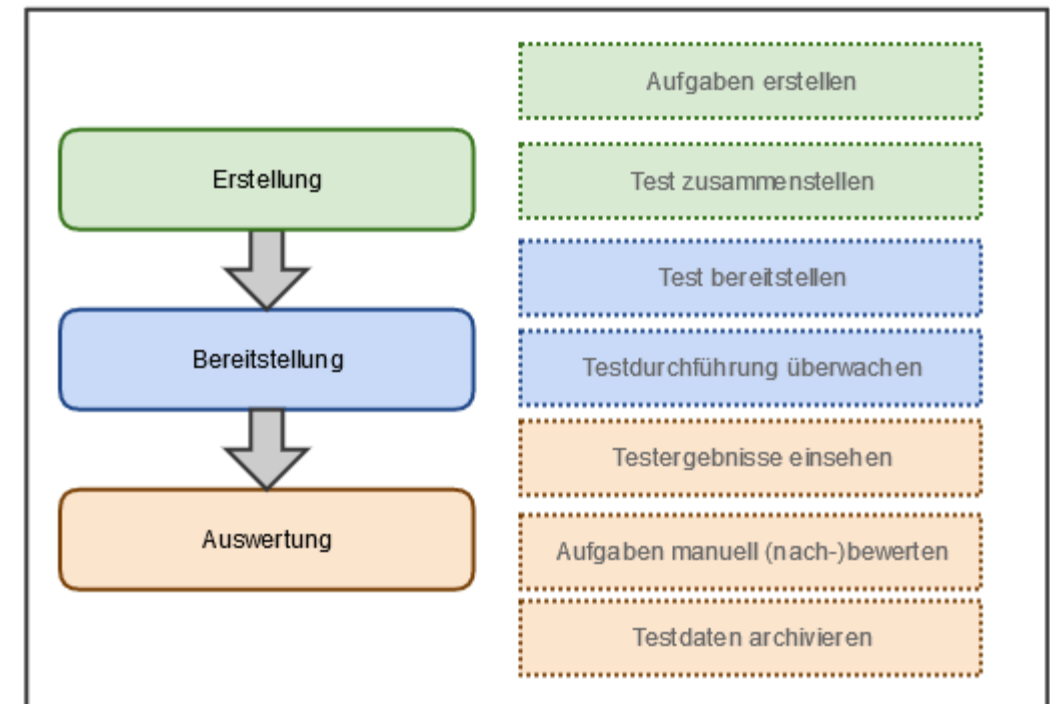 Erstellung
Bereitstellung
Auswertung
Aufgaben erstellen
Test zusammenstellen
Test bereitstellen
Testdurchführung überwachen
Testergebnisse einsehen
Aufgaben manuell (nach-)bewerten
Testdaten archivieren